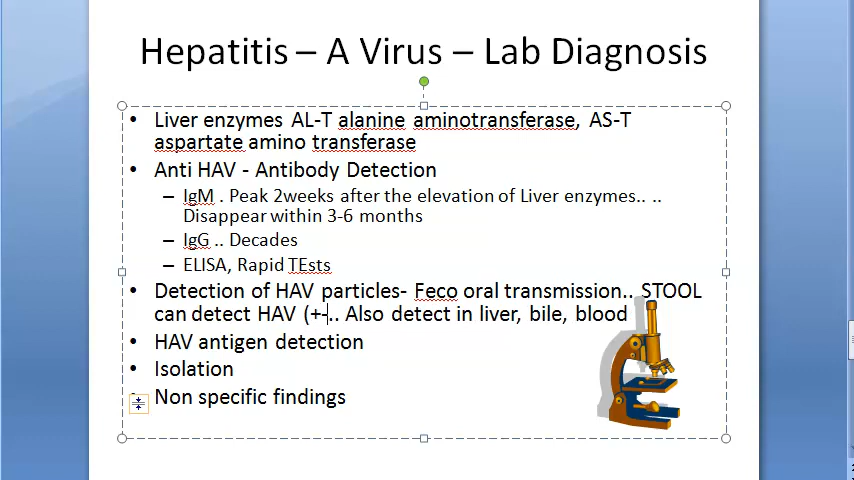 Hepatitis – A Virus – Lab Diagnosis
• Liver enzymes AL-T alanine aminotransferase, AS-T
aspartate amino transferase
• Anti HAV - Antibody Detection
– IgM . Peak 2weeks after the elevation of Liver enzymes.. ..
Disappear within 3-6 months
– IgG .. Decades
– ELISA, Rapid TEsts
• Detection of HAV particles- Feco oral transmission.. STOOL
can detect HAV (+-.. Also detect in liver, bile, blood
• HAV antigen detection
• Isolation
• Non specific findings